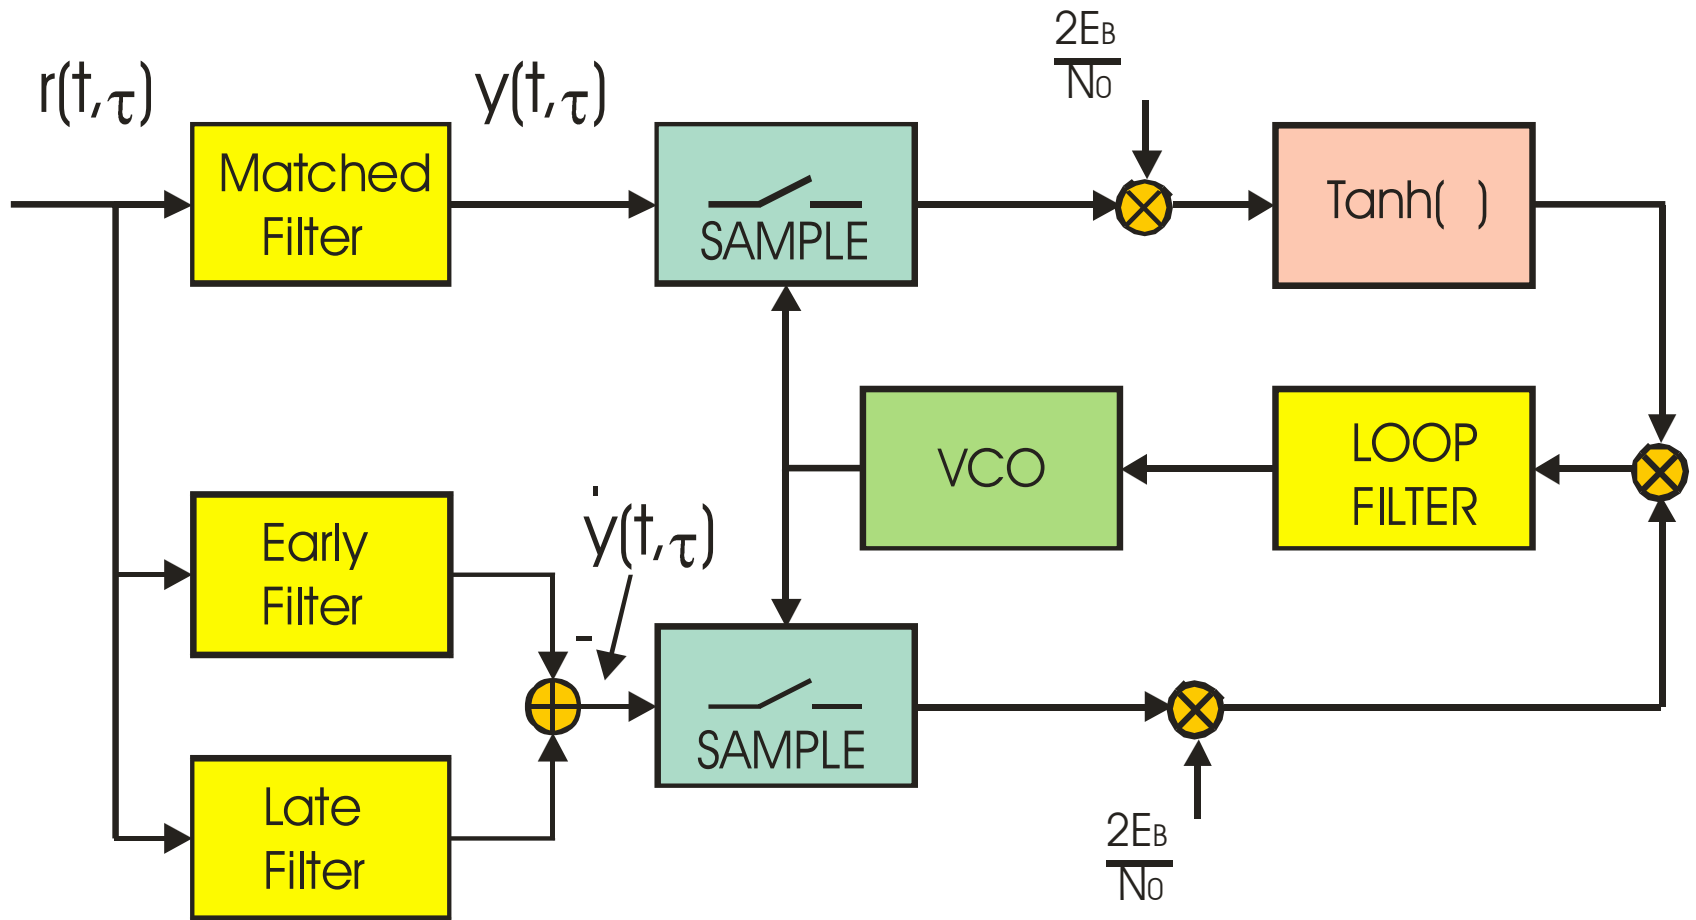 2EB
N0
r(t,τ)
y(t,τ)
Matched
Filter
SAMPLE
Tanh( )
VCO
LOOP
FILTER
Early
Filter
ẏ(t,τ)
-
SAMPLE
Late
Filter
2EB
N0